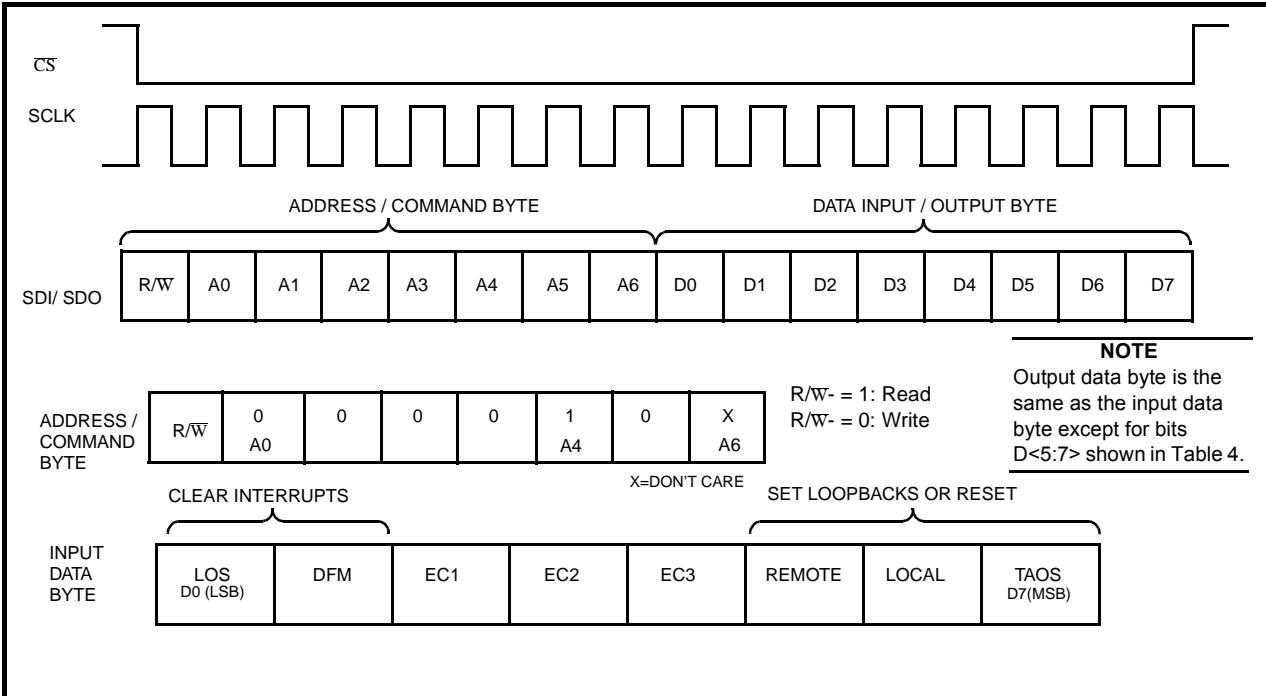 CS
SCLK
ADDRESS / COMMAND BYTE
DATA INPUT / OUTPUT BYTE
SDI/ SDO
R/W A0 A1 A2 A3 A4 A5 A6 D0 D1 D2 D3 D4 D5 D6 D7
NOTE
Output data byte is the
same as the input data
byte except for bits
D<5:7> shown in Table 4.
ADDRESS /
COMMAND
BYTE
R/W 0 0 0 0 1 0 X
A0 A4 A6
R/W- = 1: Read
R/W- = 0: Write
X=DON'T CARE
CLEAR INTERRUPTS
SET LOOPBACKS OR RESET
INPUT
DATA
BYTE
LOS DFM EC1 EC2 EC3 REMOTE LOCAL TAOS
D0 (LSB) D7(MSB)